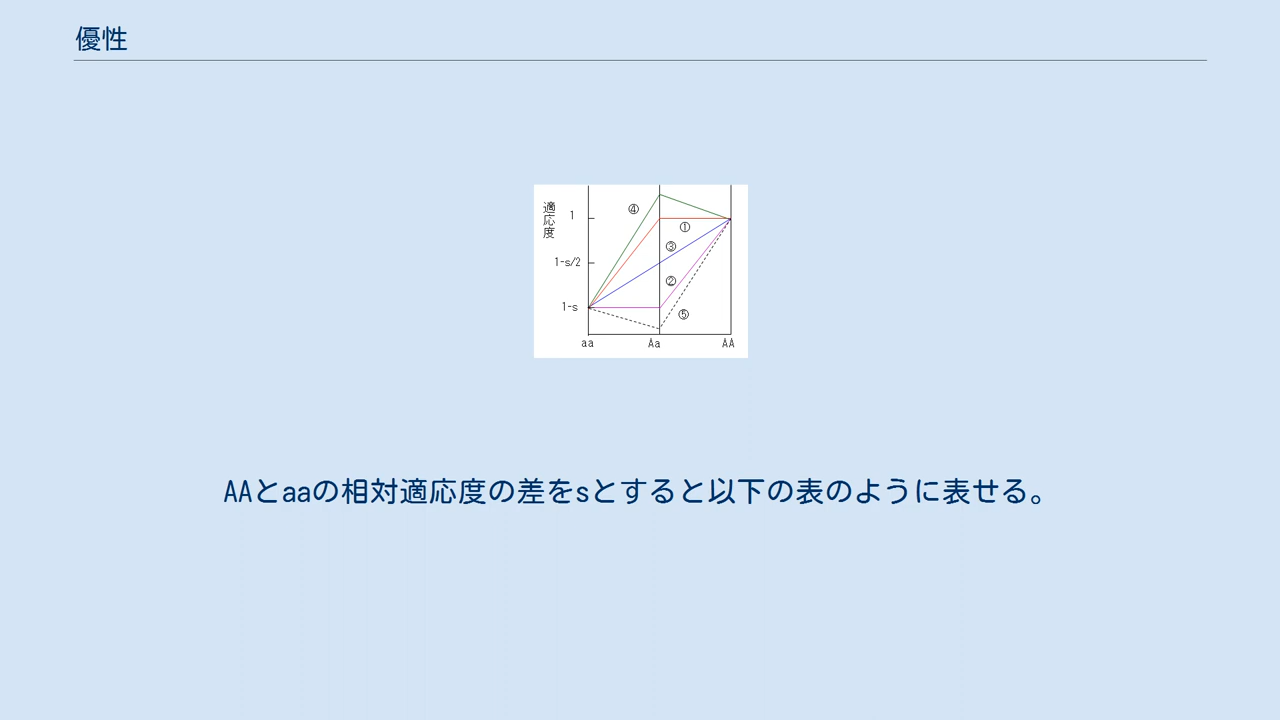 優性
適応度
1
1-s/2
1-s
④
①
③
②
⑤
aa
Aa
AA
AAとaaの相対適応度の差をsとすると以下の表のように表せる。